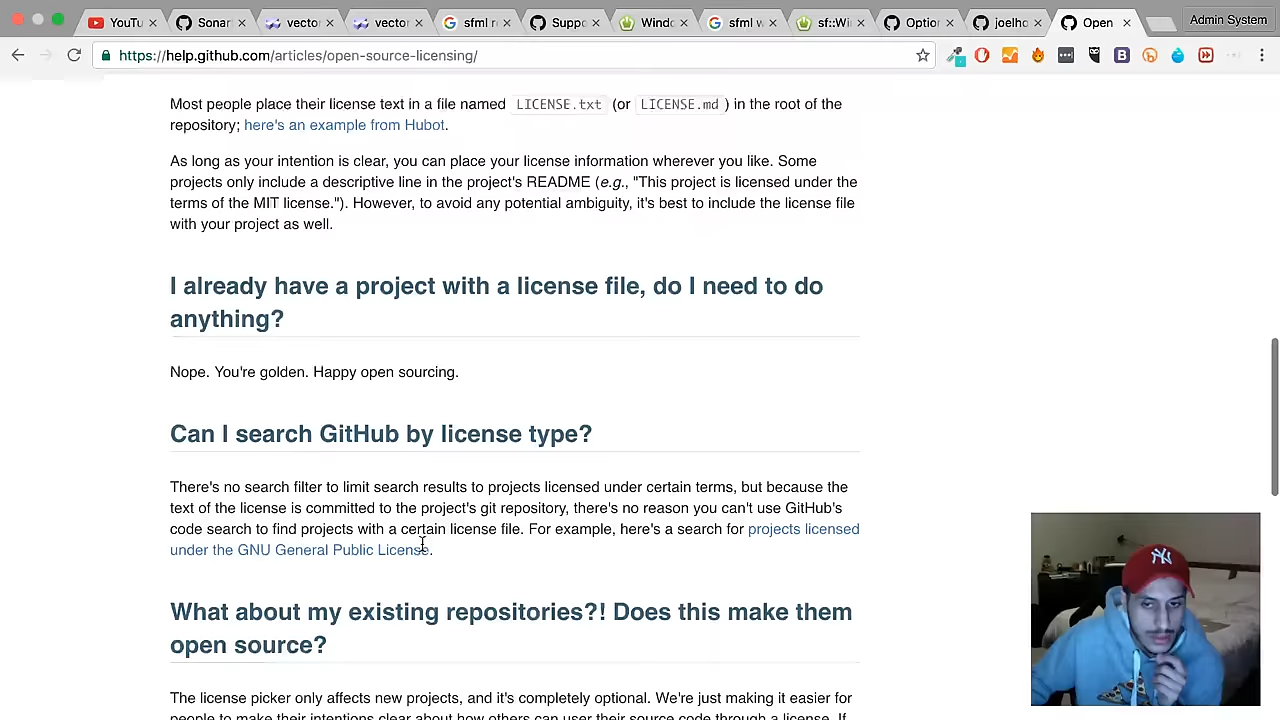 YouTu
Sonar
vector
vector
sfml re
Suppo
Windo
sfml w
sf::Wi
Option
joelho
Open
Admin System
https://help.github.com/articles/open-source-licensing/
Most people place their license text in a file named LICENSE.txt (or LICENSE.md ) in the root of the
repository; here's an example from Hubot.
As long as your intention is clear, you can place your license information wherever you like. Some
projects only include a descriptive line in the project's README (e.g., "This project is licensed under the
terms of the MIT license."). However, to avoid any potential ambiguity, it's best to include the license file
with your project as well.
I already have a project with a license file, do I need to do
anything?
Nope. You're golden. Happy open sourcing.
Can I search GitHub by license type?
There's no search filter to limit search results to projects licensed under certain terms, but because the
text of the license is committed to the project's git repository, there's no reason you can't use GitHub's
code search to find projects with a certain license file. For example, here's a search for projects licensed
under the GNU General Public License.
What about my existing repositories?! Does this make them
open source?
The license picker only affects new projects, and it's completely optional. We're just making it easier for
people to make their intentions clear about how others can user their source code through a license. If